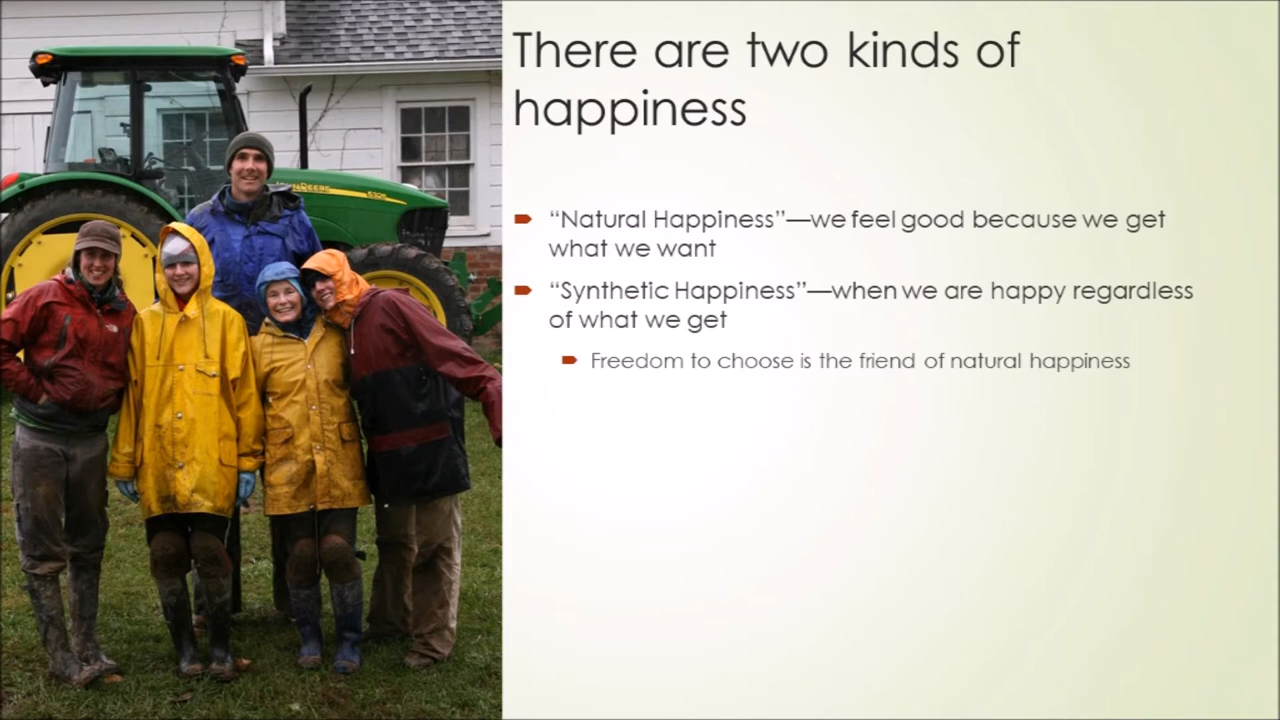 There are two kinds of
happiness
“Natural Happiness”—we feel good because we get
what we want
“Synthetic Happiness”—when we are happy regardless
of what we get
Freedom to choose is the friend of natural happiness